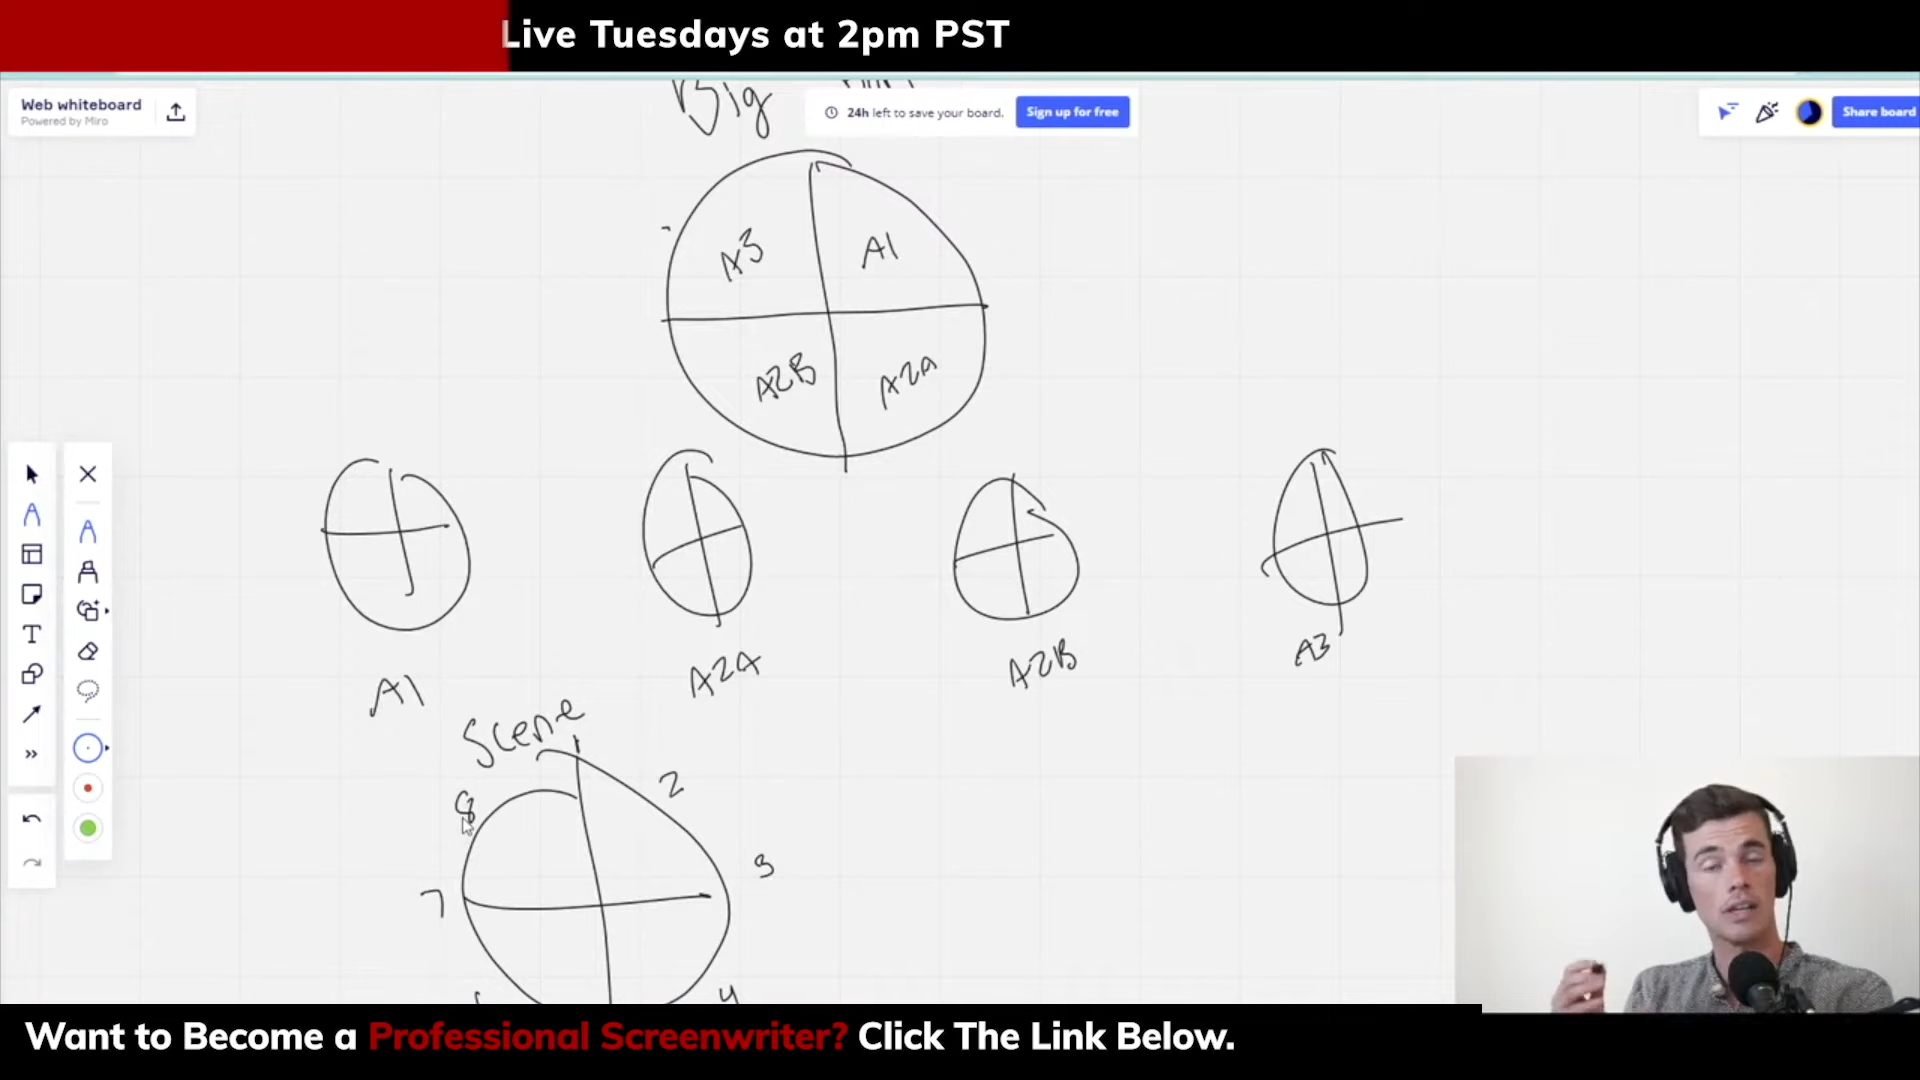 Live Tuesdays at 2pm PST
Web whiteboard
Powered by Miro
Big
24h left to save your board.
Sign up for free
Share board
A3
A1
A2B
A2A
A1
A2A
A2B
A3
Scene
8
2
3
7
4
Want to Become a Professional Screenwriter? Click The Link Below.